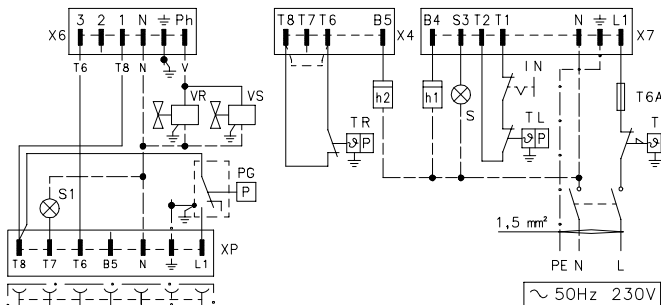 3 2 1 N Ph
X6
T6 T8 N V
VR VS
S1
PG
P
T8 T7 T6 B5 N L1
XP
T8 T7 T6 B5
X4
h2
TR
P
B4 S3 T2 T1 N L1
X7
h1
S
IN
TL
P
T6A
T
P
1,5 mm²
PE N L
~ 50Hz 230V